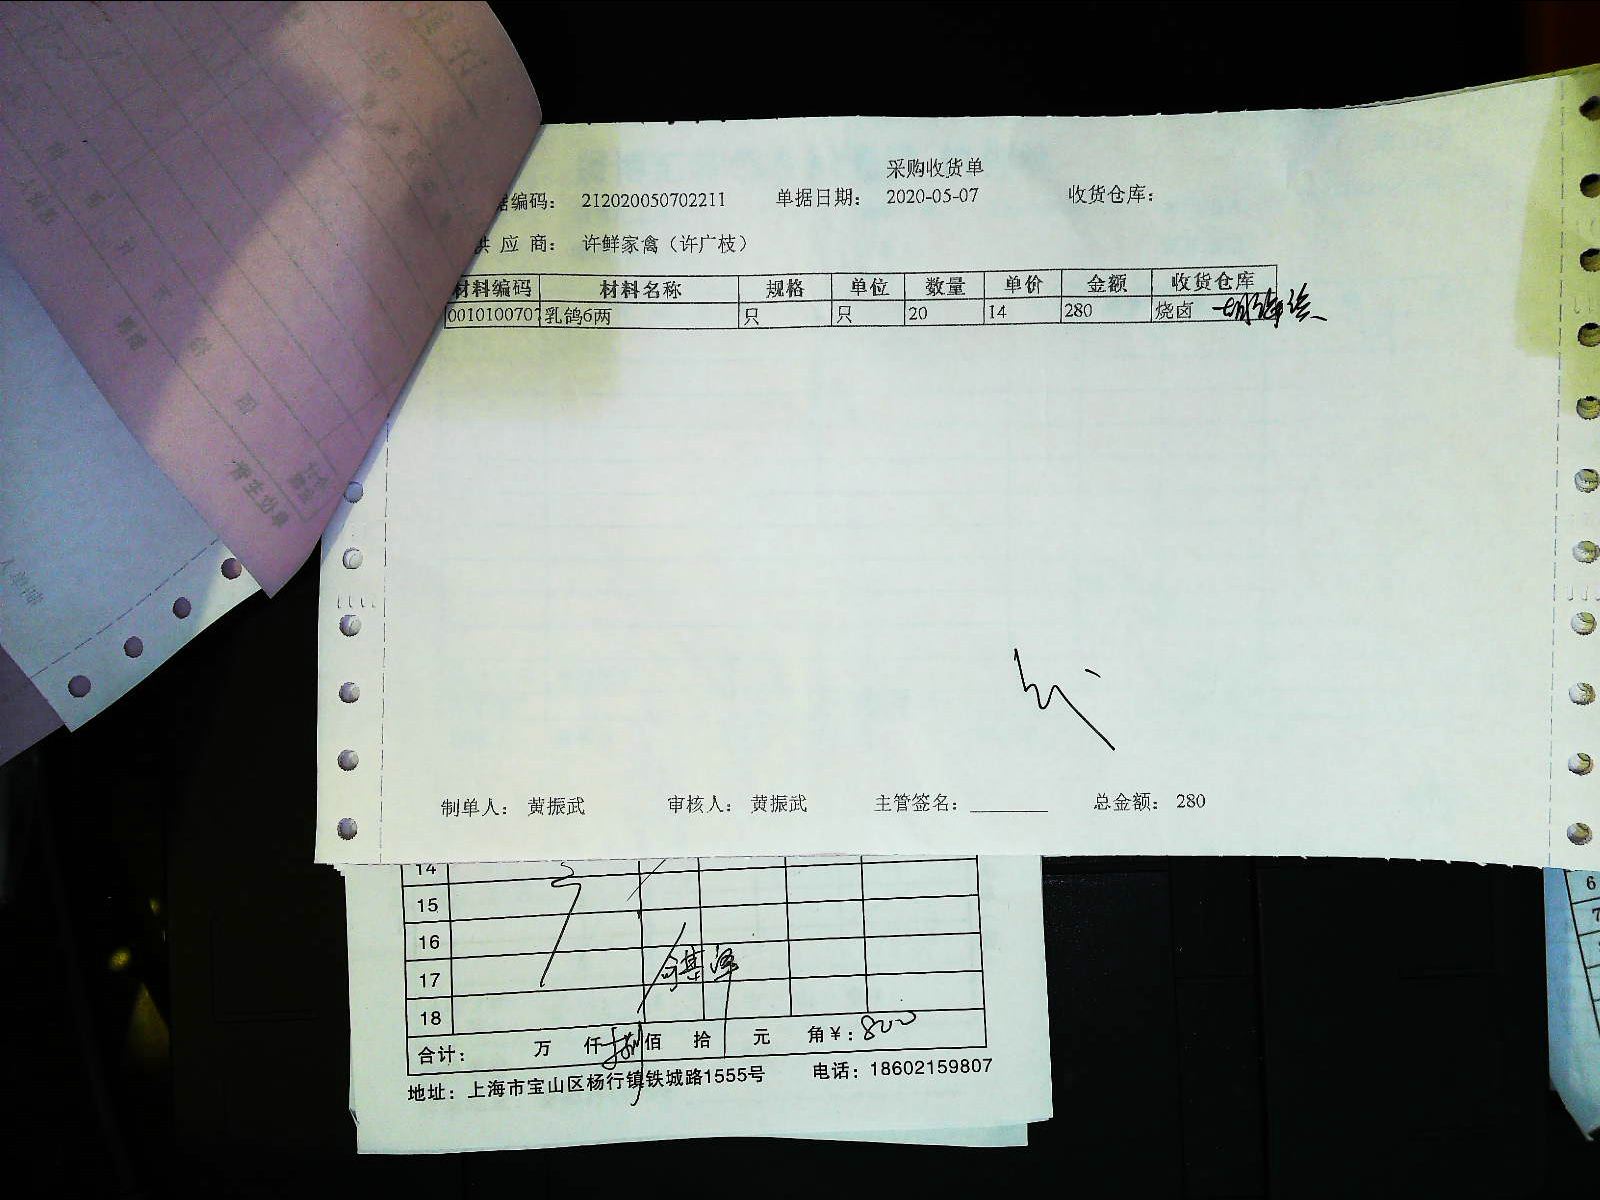 采购收货单
据编码： 212020050702211 单据日期： 2020-05-07 收货仓库：
供 应 商： 许鲜家禽（许广枝）
材料编码 材料名称 规格 单位 数量 单价 金额 收货仓库
0010100707 乳鸽6两 只 只 20 14 280 烧卤
制单人： 黄振武 审核人： 黄振武 主管签名： 总金额： 280
14
15
16
17
18
合计： 万 仟 捌 佰 拾 元 角¥：800
地址：上海市宝山区杨行镇铁城路1555号 电话：18602159807
6
7